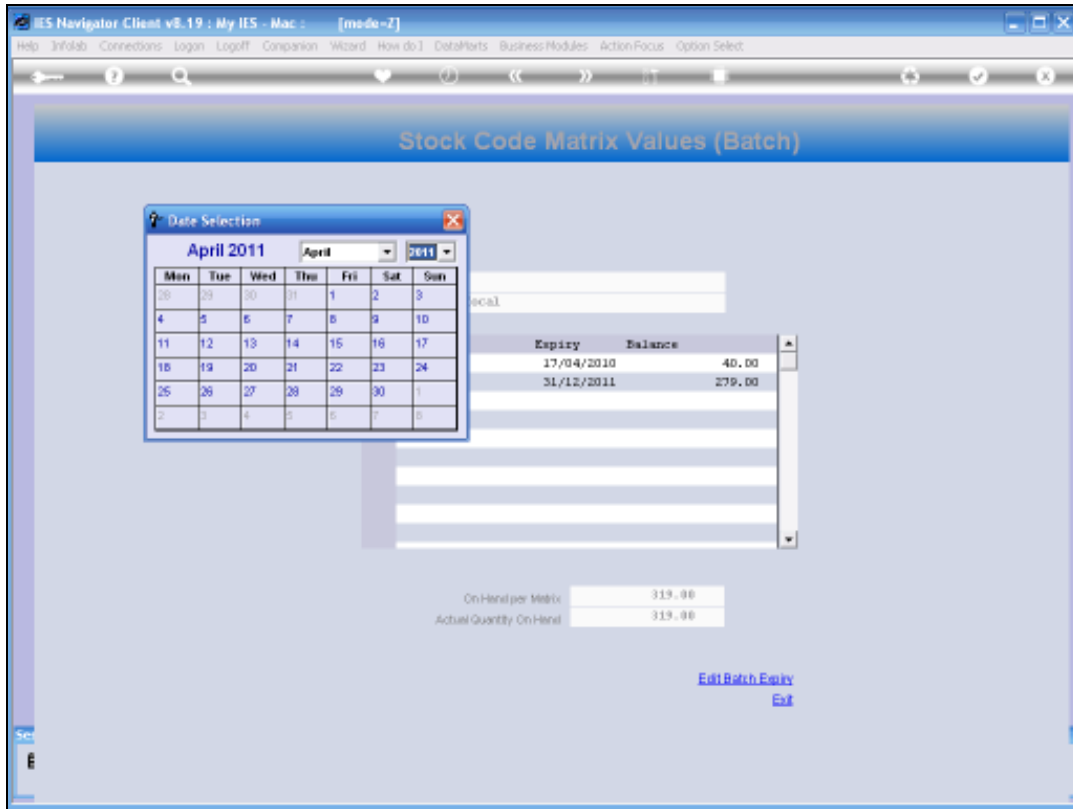 IES Navigator Client v8.19 : My IES - Mac : [mode=Z]
Help Infolab Connections Logon Logoff Companion Wizard How do I DataMarts Business Modules Action Focus Option Select
Stock Code Matrix Values (Batch)
Date Selection
April 2011 April 2011
Mon Tue Wed Thu Fri Sat Sun
28 29 30 31 1 2 3
4 5 6 7 8 9 10
11 12 13 14 15 16 17
18 19 20 21 22 23 24
25 26 27 28 29 30 1
2 3 4 5 6 7 8
ocal
Expiry Balance
17/04/2010 40.00
31/12/2011 279.00
On Hand per Matrix 319.00
Actual Quantity On Hand 319.00
Edit Batch Expiry
Exit